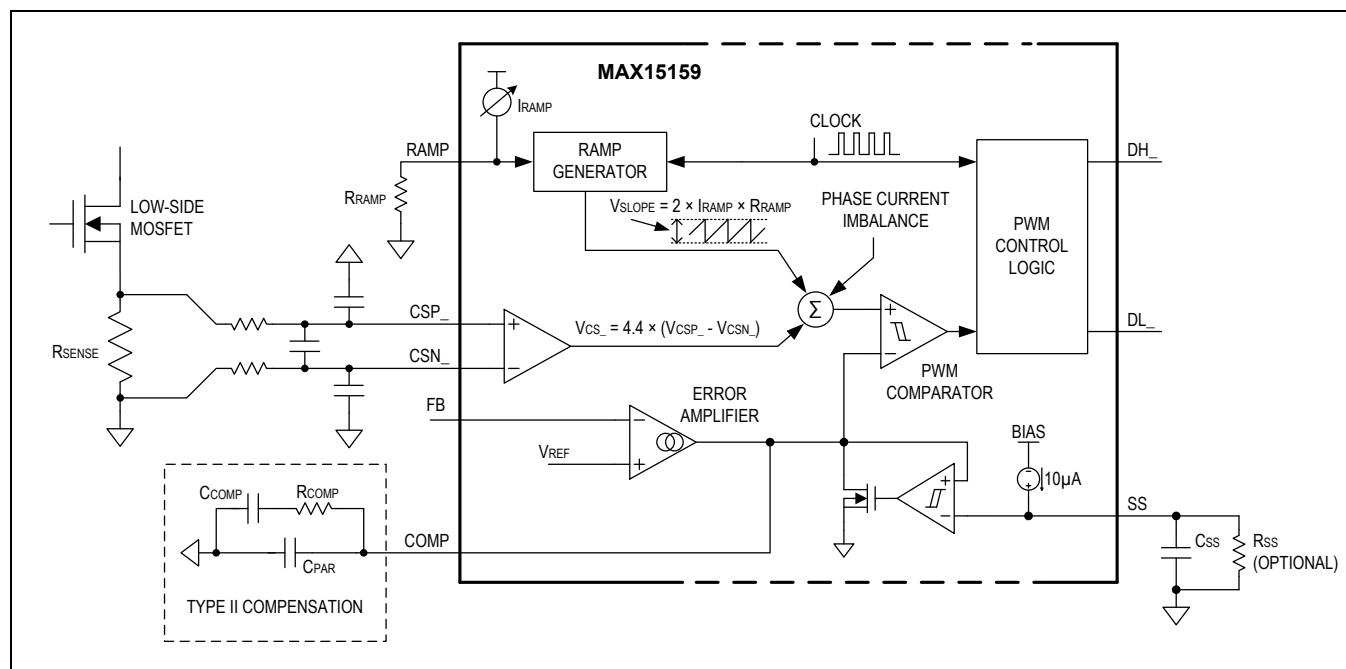 MAX15159
IRAMP
CLOCK
RAMP
RAMP
GENERATOR
DH_
RRAMP
LOW-SIDE
MOSFET
VSLOPE = 2 × IRAMP × RRAMP
PHASE CURRENT
IMBALANCE
PWM
CONTROL
LOGIC
Σ
CSP_
+
VCS_ = 4.4 × (VCSP_ - VCSN_)
+
DL_
RSENSE
CSN_
−
−
PWM
COMPARATOR
ERROR
AMPLIFIER
FB
−
BIAS
VREF
+
+
10µA
CCOMP
RCOMP
−
+
SS
COMP
CSS
RSS
(OPTIONAL)
CPAR
TYPE II COMPENSATION